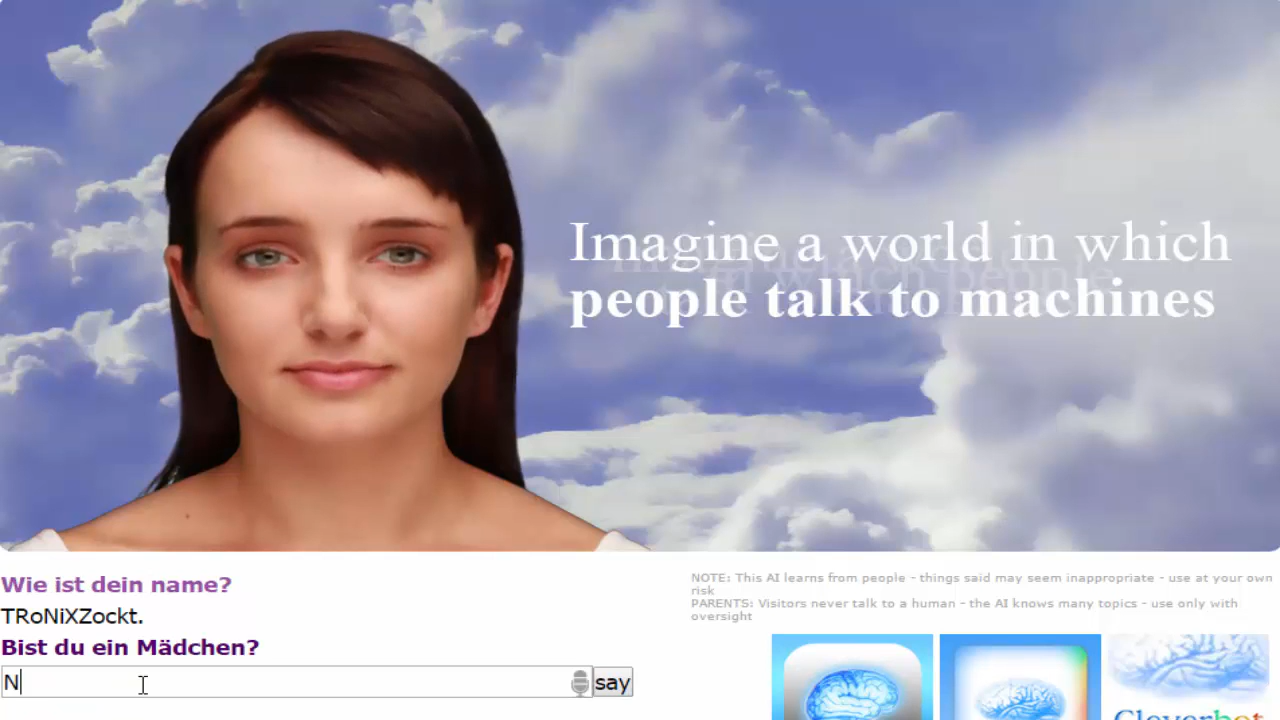 Imagine a world in which
people talk to machines
Wie ist dein name?
TRoNiXZockt.
Bist du ein Mädchen?
N
say
NOTE: This AI learns from people - things said may seem inappropriate - use at your own
risk
PARENTS: Visitors never talk to a human - the AI knows many topics - use only with
oversight
Cleverbot